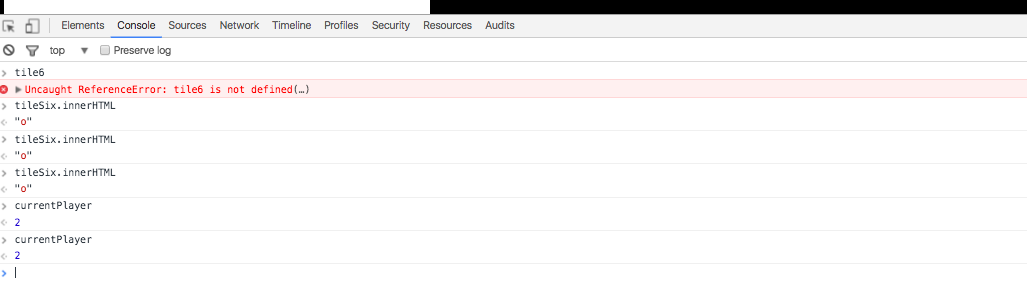 Elements Console Sources Network Timeline Profiles Security Resources Audits
top ▼ Preserve log
tile6
Uncaught ReferenceError: tile6 is not defined(…)
tileSix.innerHTML
"o"
tileSix.innerHTML
"o"
tileSix.innerHTML
"o"
currentPlayer
2
currentPlayer
2